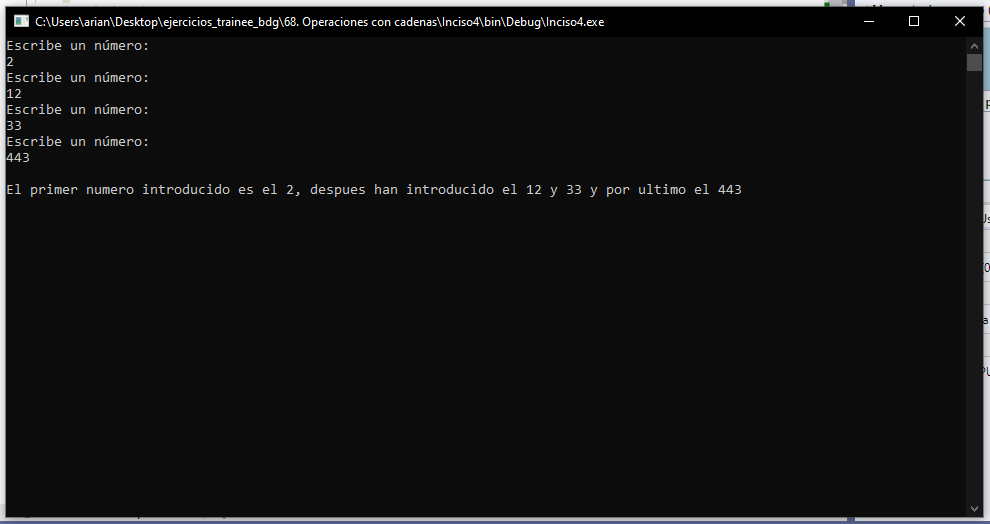 C:\Users\arian\Desktop\ejercicios_trainee_bdg\68. Operaciones con cadenas\Inciso4\bin\Debug\Inciso4.exe
Escribe un número:
2
Escribe un número:
12
Escribe un número:
33
Escribe un número:
443
El primer numero introducido es el 2, despues han introducido el 12 y 33 y por ultimo el 443